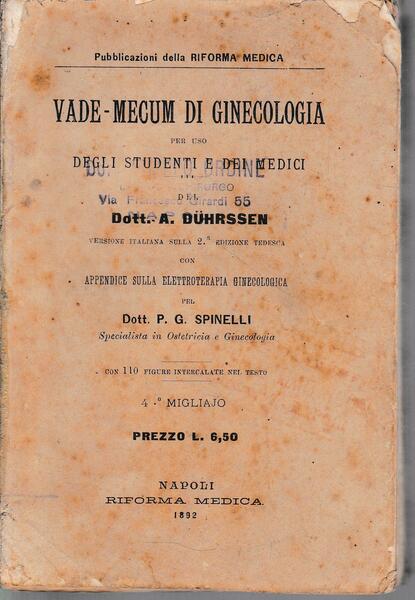 Pubblicazioni della RIFORMA MEDICA
VADE-MECUM DI GINECOLOGIA
PER USO
DEGLI STUDENTI E DEI MEDICI
DEL
Via Girardi 55
Dott. A. DÜHRSSEN
VERSIONE ITALIANA SULLA 2.ª EDIZIONE TEDESCA
CON
APPENDICE SULLA ELETTROTERAPIA GINECOLOGICA
PEL
Dott. P. G. SPINELLI
Specialista in Ostetricia e Ginecologia
CON 110 FIGURE INTERCALATE NEL TESTO
4.º MIGLIAJO
PREZZO L. 6,50
NAPOLI
RIFORMA MEDICA
1892